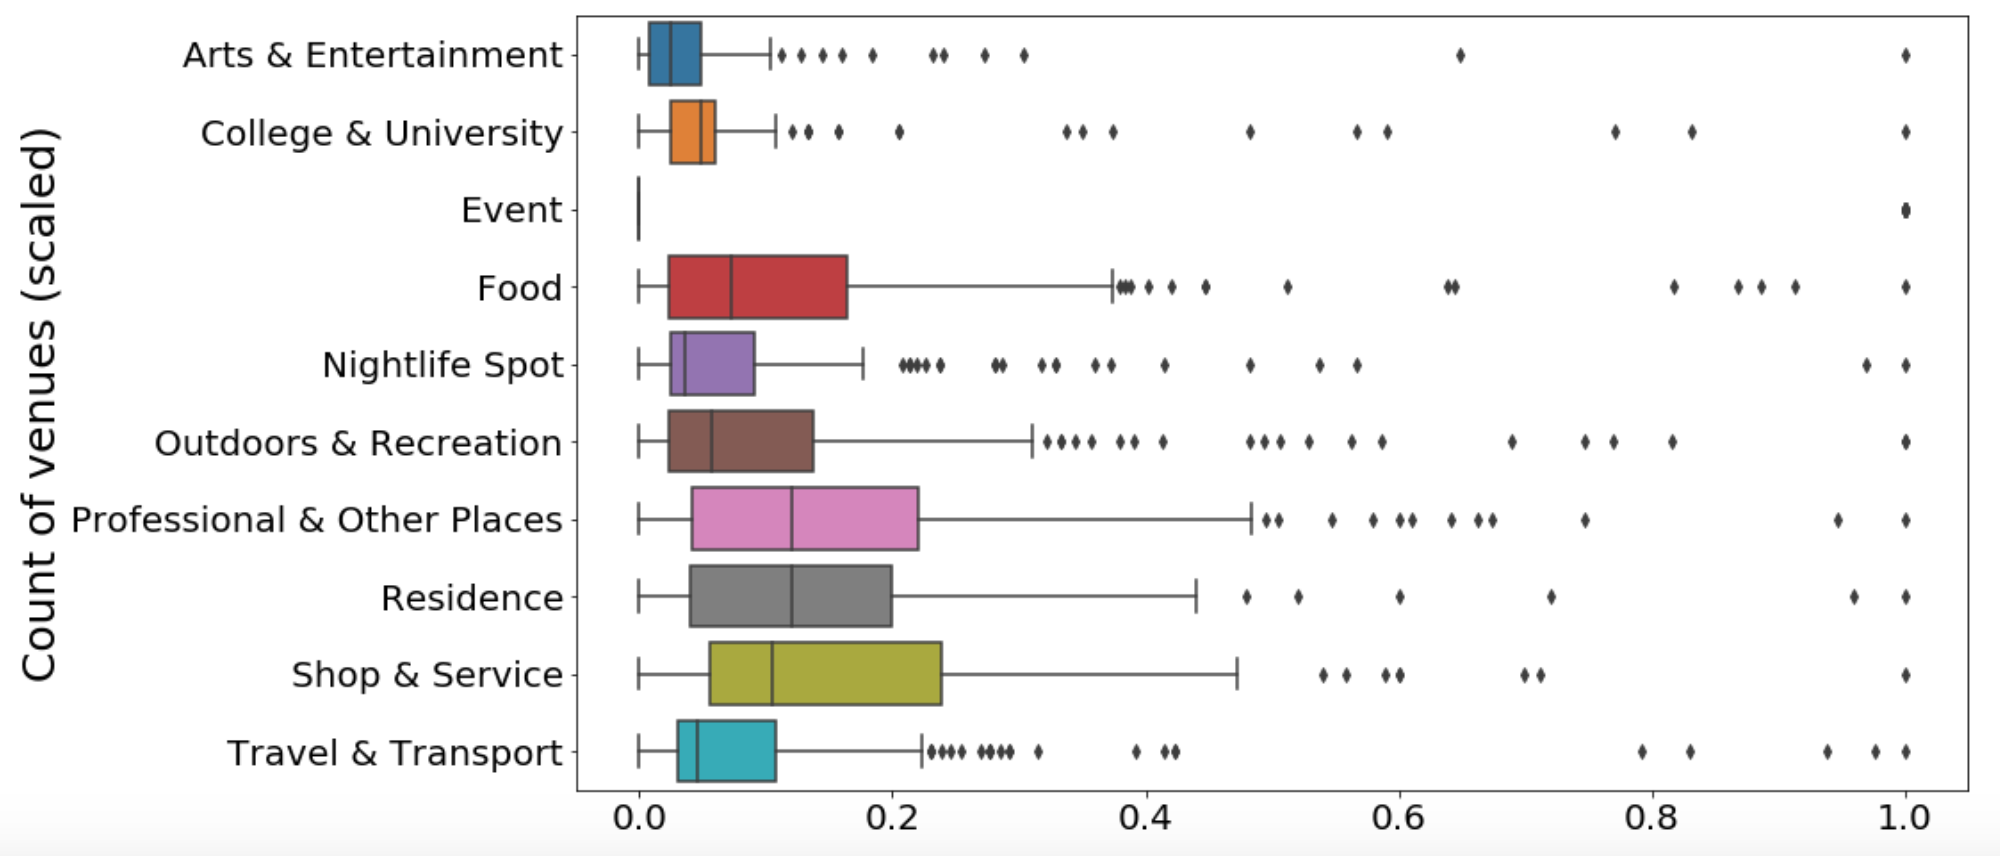 Count of venues (scaled)
Arts & Entertainment
College & University
Event
Food
Nightlife Spot
Outdoors & Recreation
Professional & Other Places
Residence
Shop & Service
Travel & Transport
0.0 0.2 0.4 0.6 0.8 1.0